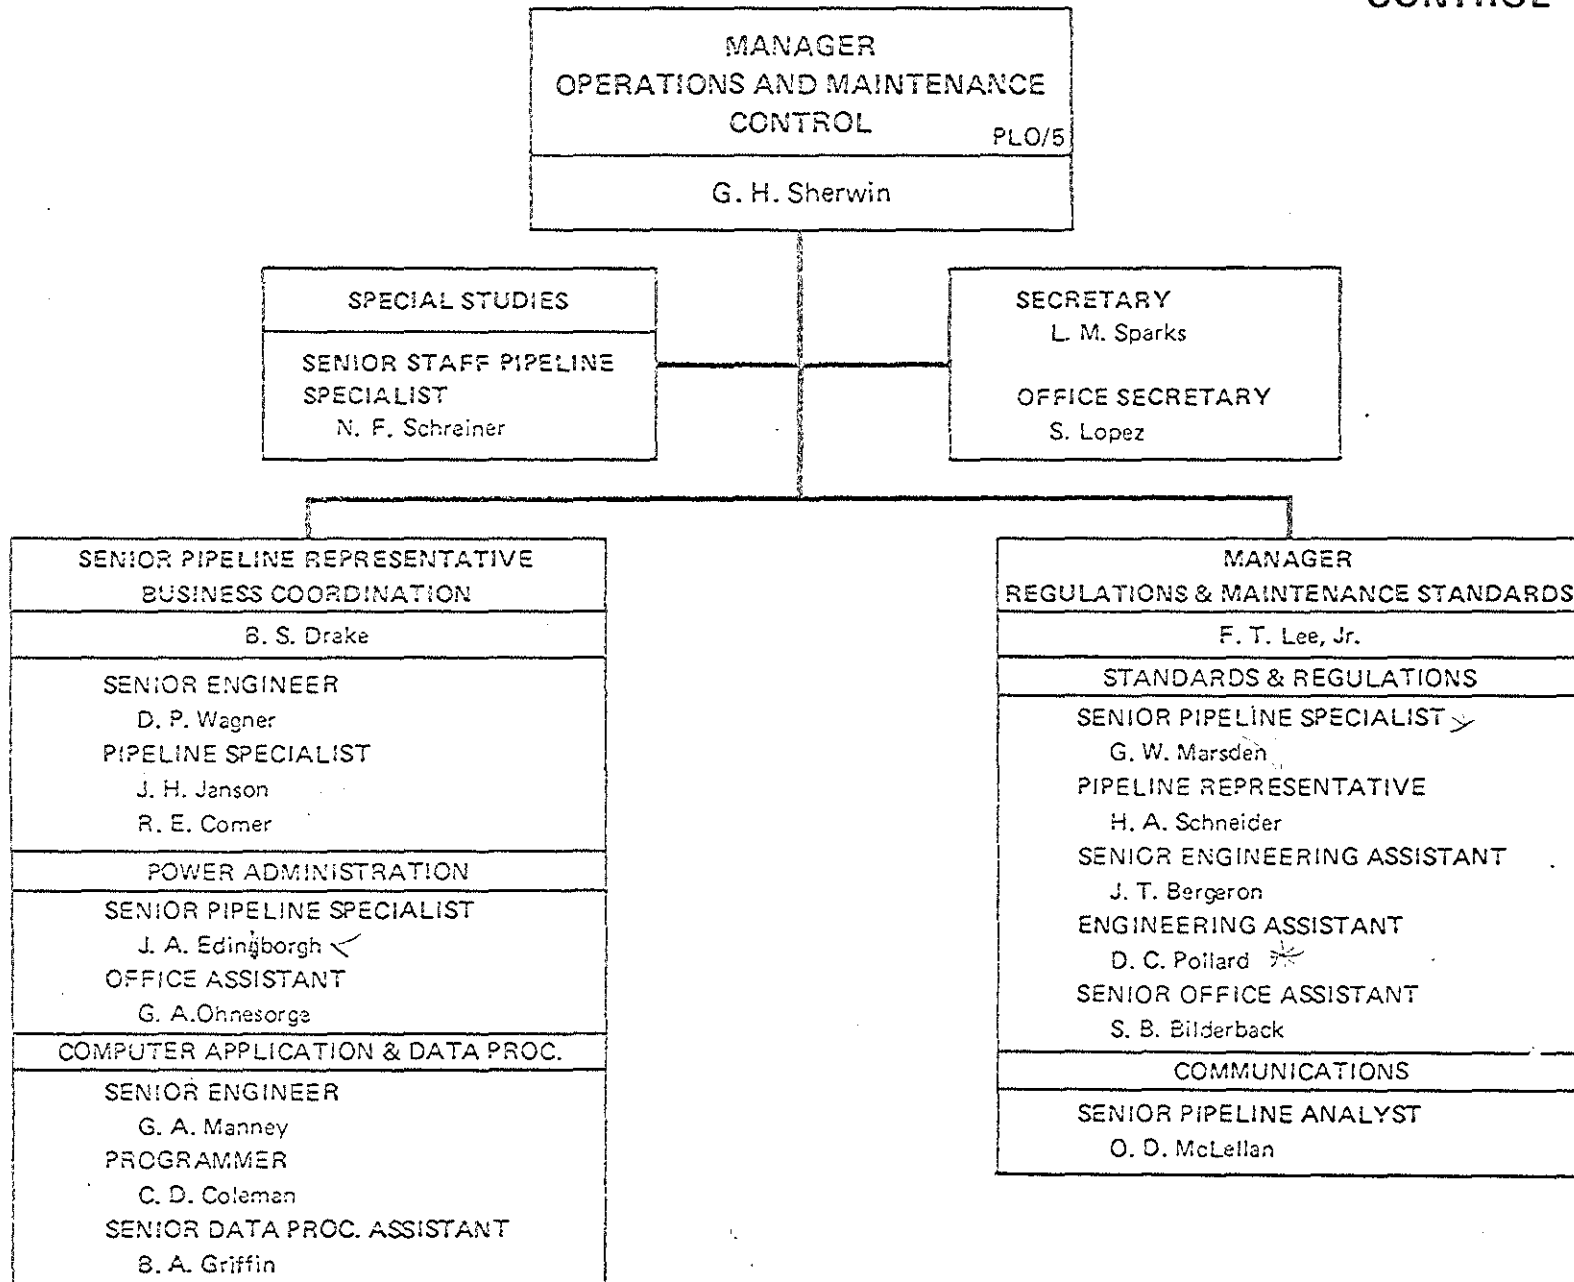 CONTROL
MANAGER
OPERATIONS AND MAINTENANCE
CONTROL
PLO/5
G. H. Sherwin
SPECIAL STUDIES
SENIOR STAFF PIPELINE
SPECIALIST
N. F. Schreiner
SECRETARY
L. M. Sparks
OFFICE SECRETARY
S. Lopez
SENIOR PIPELINE REPRESENTATIVE
BUSINESS COORDINATION
B. S. Drake
SENIOR ENGINEER
D. P. Wagner
PIPELINE SPECIALIST
J. H. Janson
R. E. Comer
POWER ADMINISTRATION
SENIOR PIPELINE SPECIALIST
J. A. Edingborgh
OFFICE ASSISTANT
G. A.Ohnesorge
COMPUTER APPLICATION & DATA PROC.
SENIOR ENGINEER
G. A. Manney
PROGRAMMER
C. D. Coleman
SENIOR DATA PROC. ASSISTANT
B. A. Griffin
MANAGER
REGULATIONS & MAINTENANCE STANDARDS
F. T. Lee, Jr.
STANDARDS & REGULATIONS
SENIOR PIPELINE SPECIALIST
G. W. Marsden
PIPELINE REPRESENTATIVE
H. A. Schneider
SENIOR ENGINEERING ASSISTANT
J. T. Bergeron
ENGINEERING ASSISTANT
D. C. Pollard
SENIOR OFFICE ASSISTANT
S. B. Bilderback
COMMUNICATIONS
SENIOR PIPELINE ANALYST
O. D. McLellan